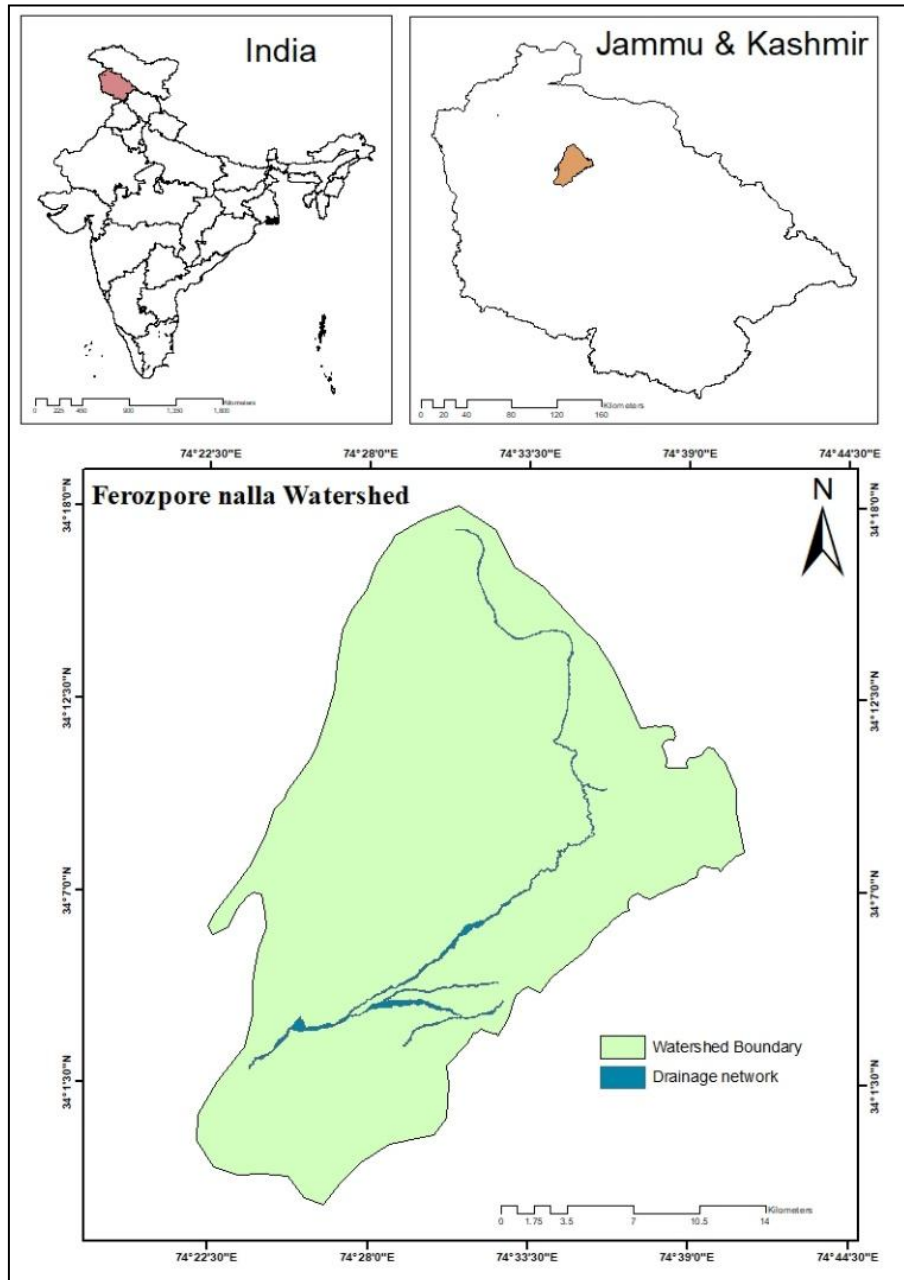 India
Jammu & Kashmir
Kilometers
0 225 450 900 1,350 1,800
Kilometers
0 20 40 80 120 160
74°22'30"E 74°28'0"E 74°33'30"E 74°39'0"E 74°44'30"E
Ferozpore nalla Watershed
N
34°18'0"N 34°18'0"N
34°12'30"N 34°12'30"N
34°7'0"N 34°7'0"N
Watershed Boundary
Drainage network
34°1'30"N 34°1'30"N
Kilometers
0 1.75 3.5 7 10.5 14
74°22'30"E 74°28'0"E 74°33'30"E 74°39'0"E 74°44'30"E